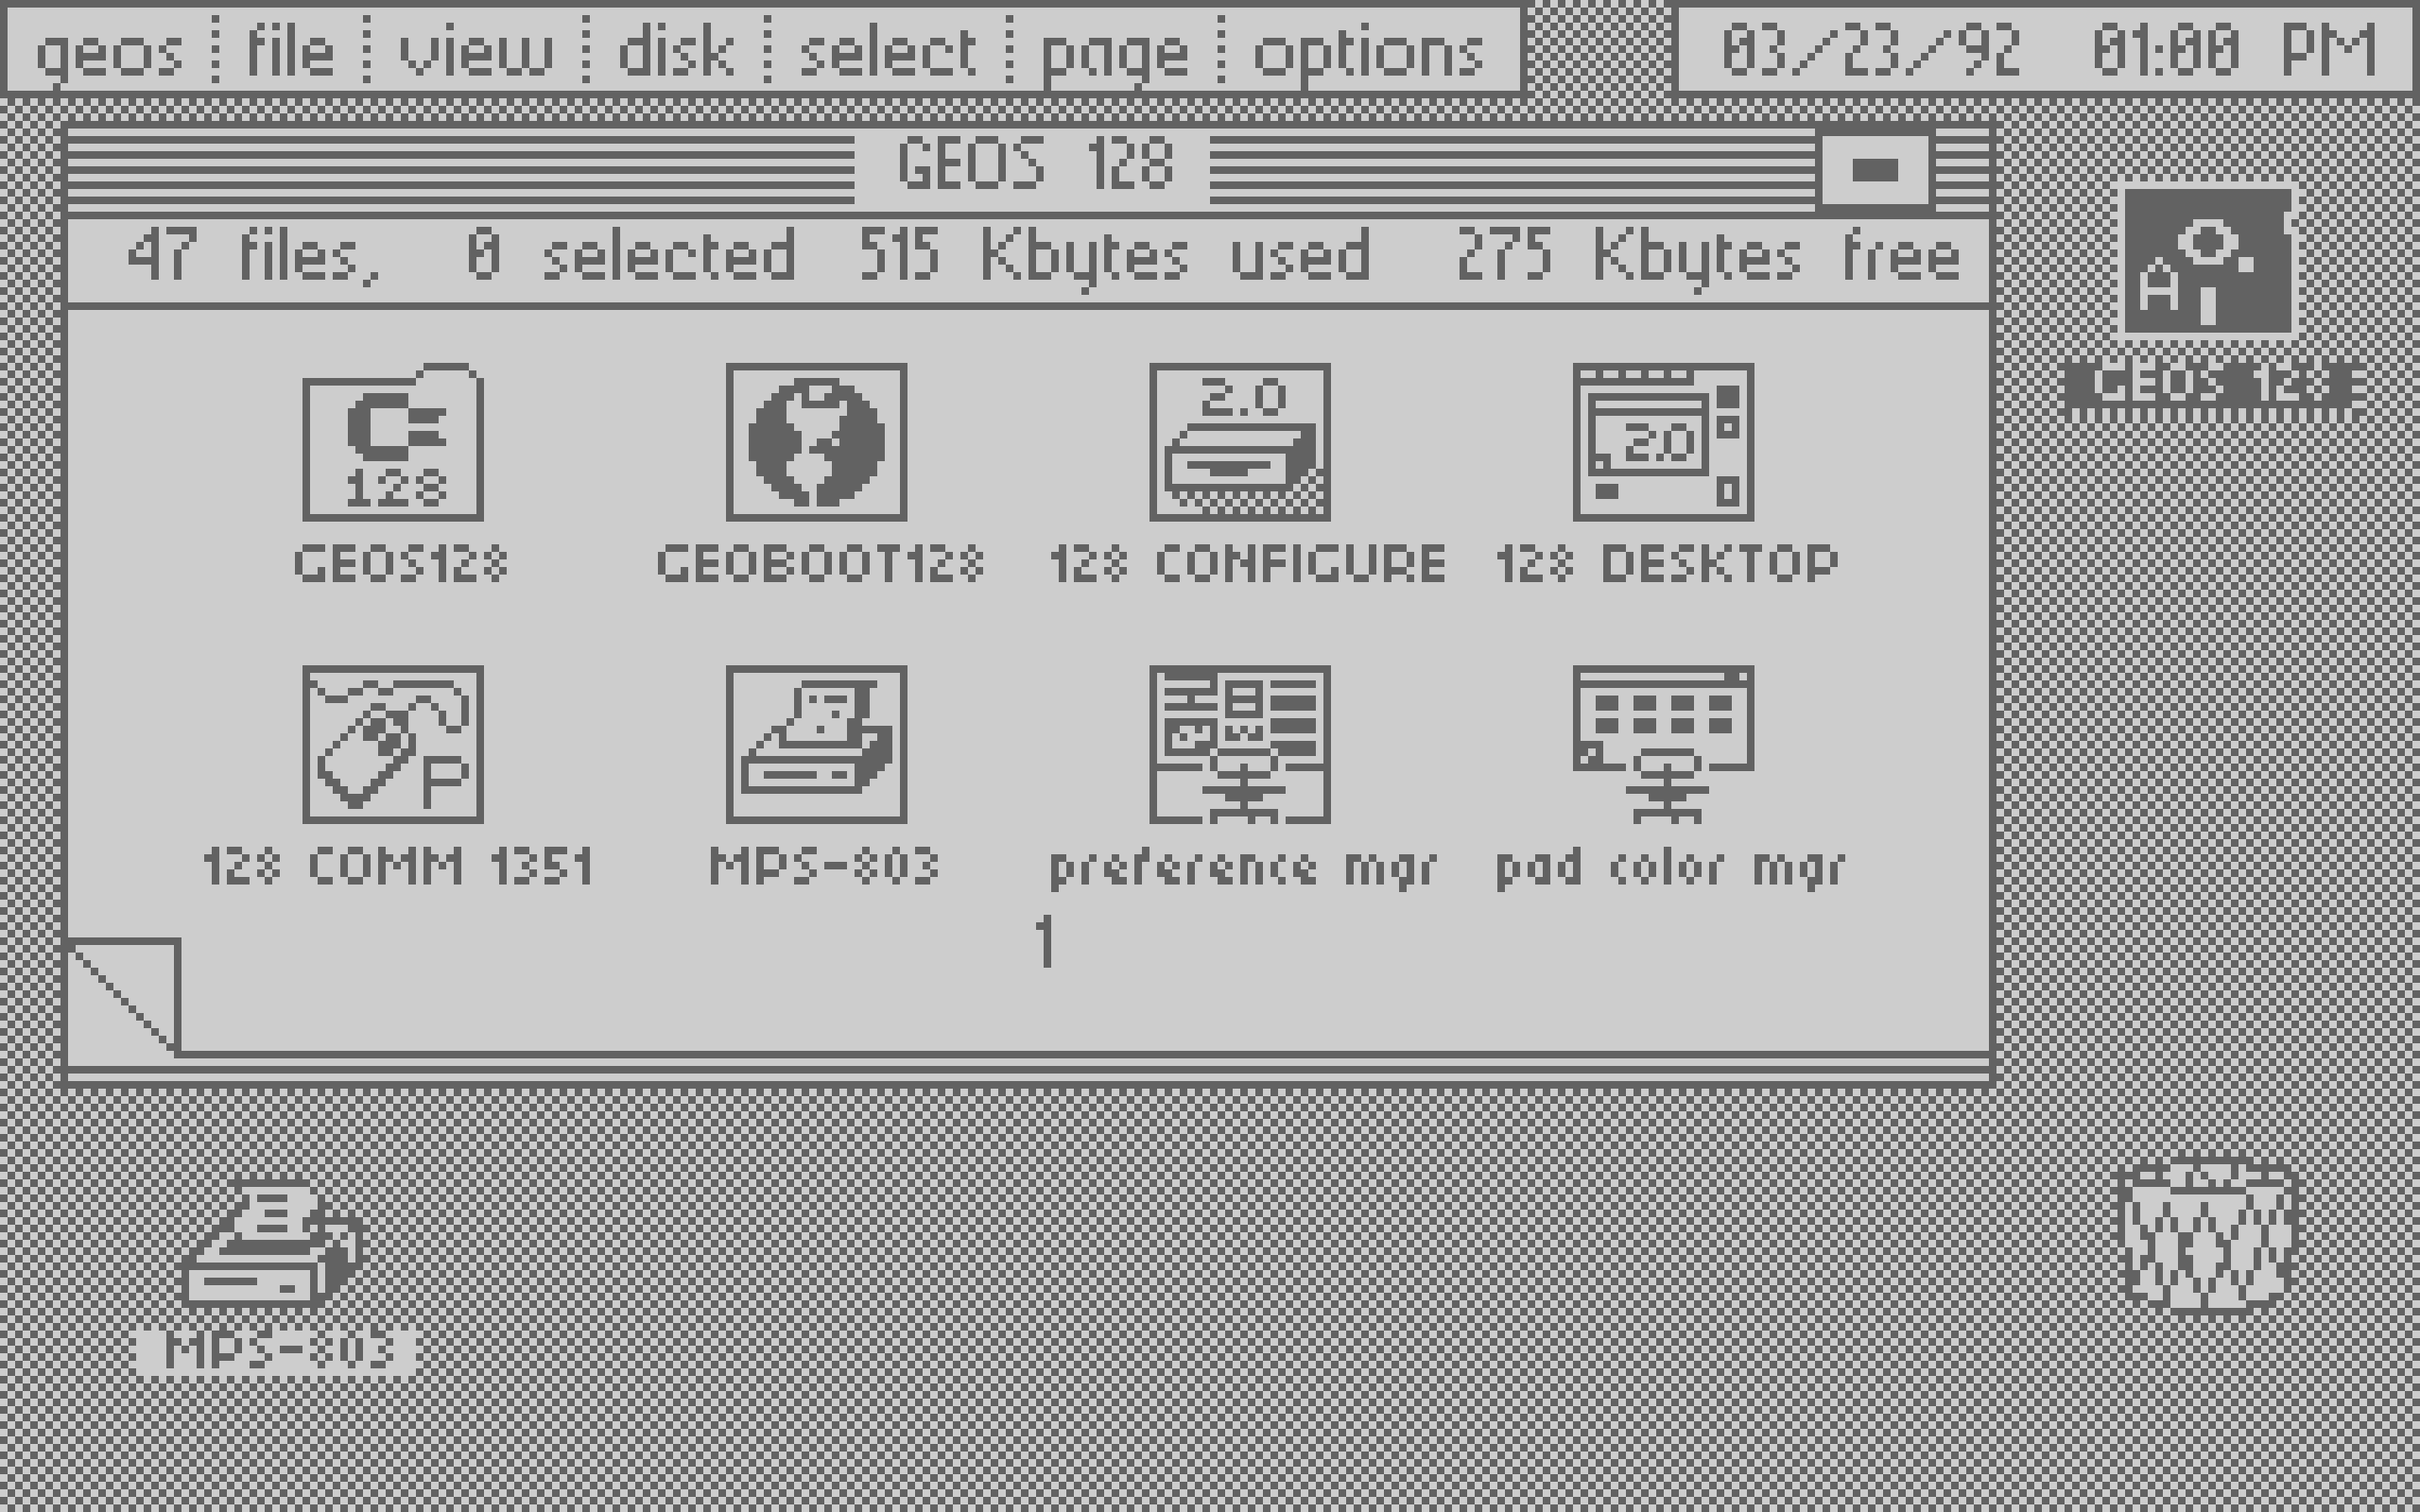 geos file view disk select page options 03/23/92 01:00 PM
GEOS 128
47 files, 0 selected 515 Kbytes used 275 Kbytes free
A
GEOS 128
128
2.0
2.0
GEOS128 GEOBOOT128 128 CONFIGURE 128 DESKTOP
P
128 COMM 1351 MPS-803 preference mgr pad color mgr
1
MPS-803